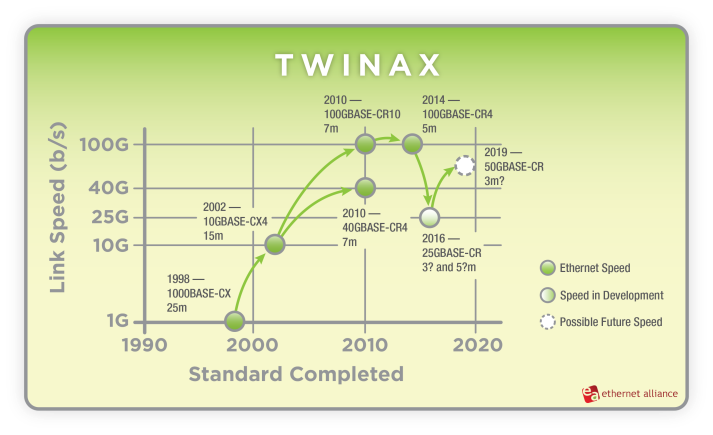 TWINAX
2010 —
100GBASE-CR10
7m
2014 —
100GBASE-CR4
5m
Link Speed (b/s)
100G
40G
25G
10G
1G
2019 —
50GBASE-CR
3m?
2002 —
10GBASE-CX4
15m
2010 —
40GBASE-CR4
7m
2016 —
25GBASE-CR
3? and 5?m
1998 —
1000BASE-CX
25m
Ethernet Speed
Speed in Development
Possible Future Speed
1990
2000
2010
2020
Standard Completed
ea ethernet alliance